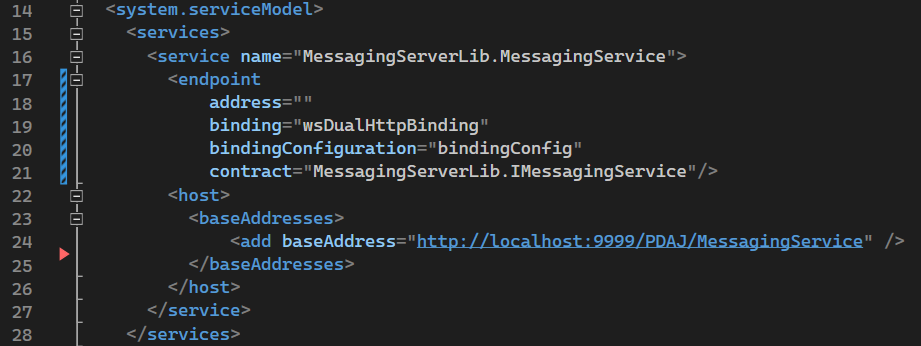 14 <system.serviceModel>
15 <services>
16 <service name="MessagingServerLib.MessagingService">
17 <endpoint
18 address=""
19 binding="wsDualHttpBinding"
20 bindingConfiguration="bindingConfig"
21 contract="MessagingServerLib.IMessagingService"/>
22 <host>
23 <baseAddresses>
24 <add baseAddress="http://localhost:9999/PDAJ/MessagingService" />
25 </baseAddresses>
26 </host>
27 </service>
28 </services>